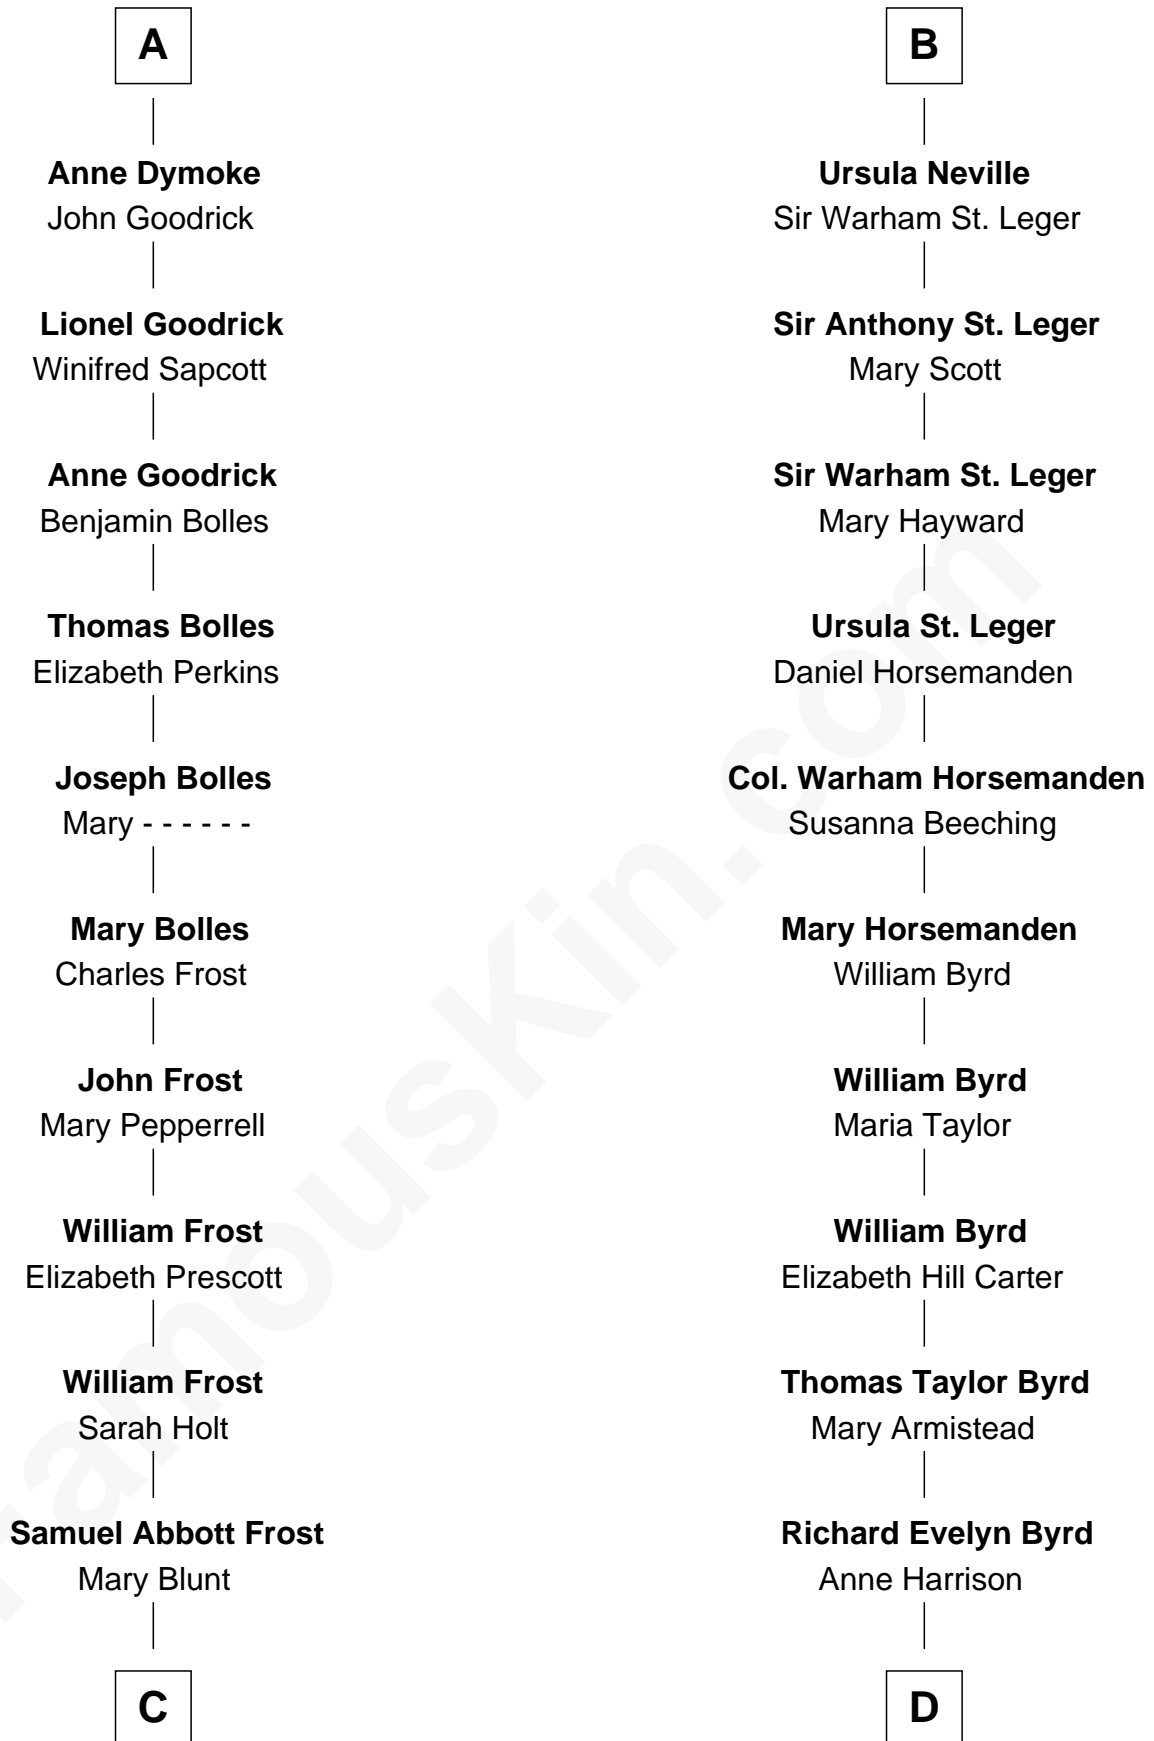 A
Anne Dymoke
John Goodrick
Lionel Goodrick
Winifred Sapcott
Anne Goodrick
Benjamin Bolles
Thomas Bolles
Elizabeth Perkins
Joseph Bolles
Mary - - - - - -
Mary Bolles
Charles Frost
John Frost
Mary Pepperrell
William Frost
Elizabeth Prescott
William Frost
Sarah Holt
Samuel Abbott Frost
Mary Blunt
C
B
Ursula Neville
Sir Warham St. Leger
Sir Anthony St. Leger
Mary Scott
Sir Warham St. Leger
Mary Hayward
Ursula St. Leger
Daniel Horsemanden
Col. Warham Horsemanden
Susanna Beeching
Mary Horsemanden
William Byrd
William Byrd
Maria Taylor
William Byrd
Elizabeth Hill Carter
Thomas Taylor Byrd
Mary Armistead
Richard Evelyn Byrd
Anne Harrison
D
FamousKin.com